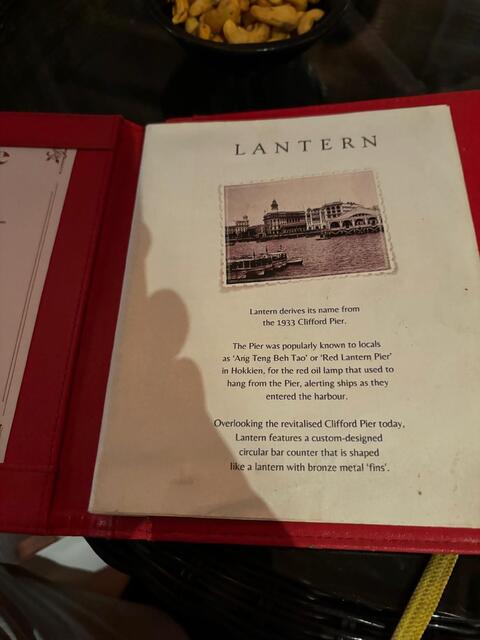 LANTERN
Lantern derives its name from
the 1933 Clifford Pier.
The Pier was popularly known to locals
as ‘Ang Teng Beh Tao’ or ‘Red Lantern Pier’
in Hokkien, for the red oil lamp that used to
hang from the Pier, alerting ships as they
entered the harbour.
Overlooking the revitalised Clifford Pier today,
Lantern features a custom-designed
circular bar counter that is shaped
like a lantern with bronze metal ‘fins’.